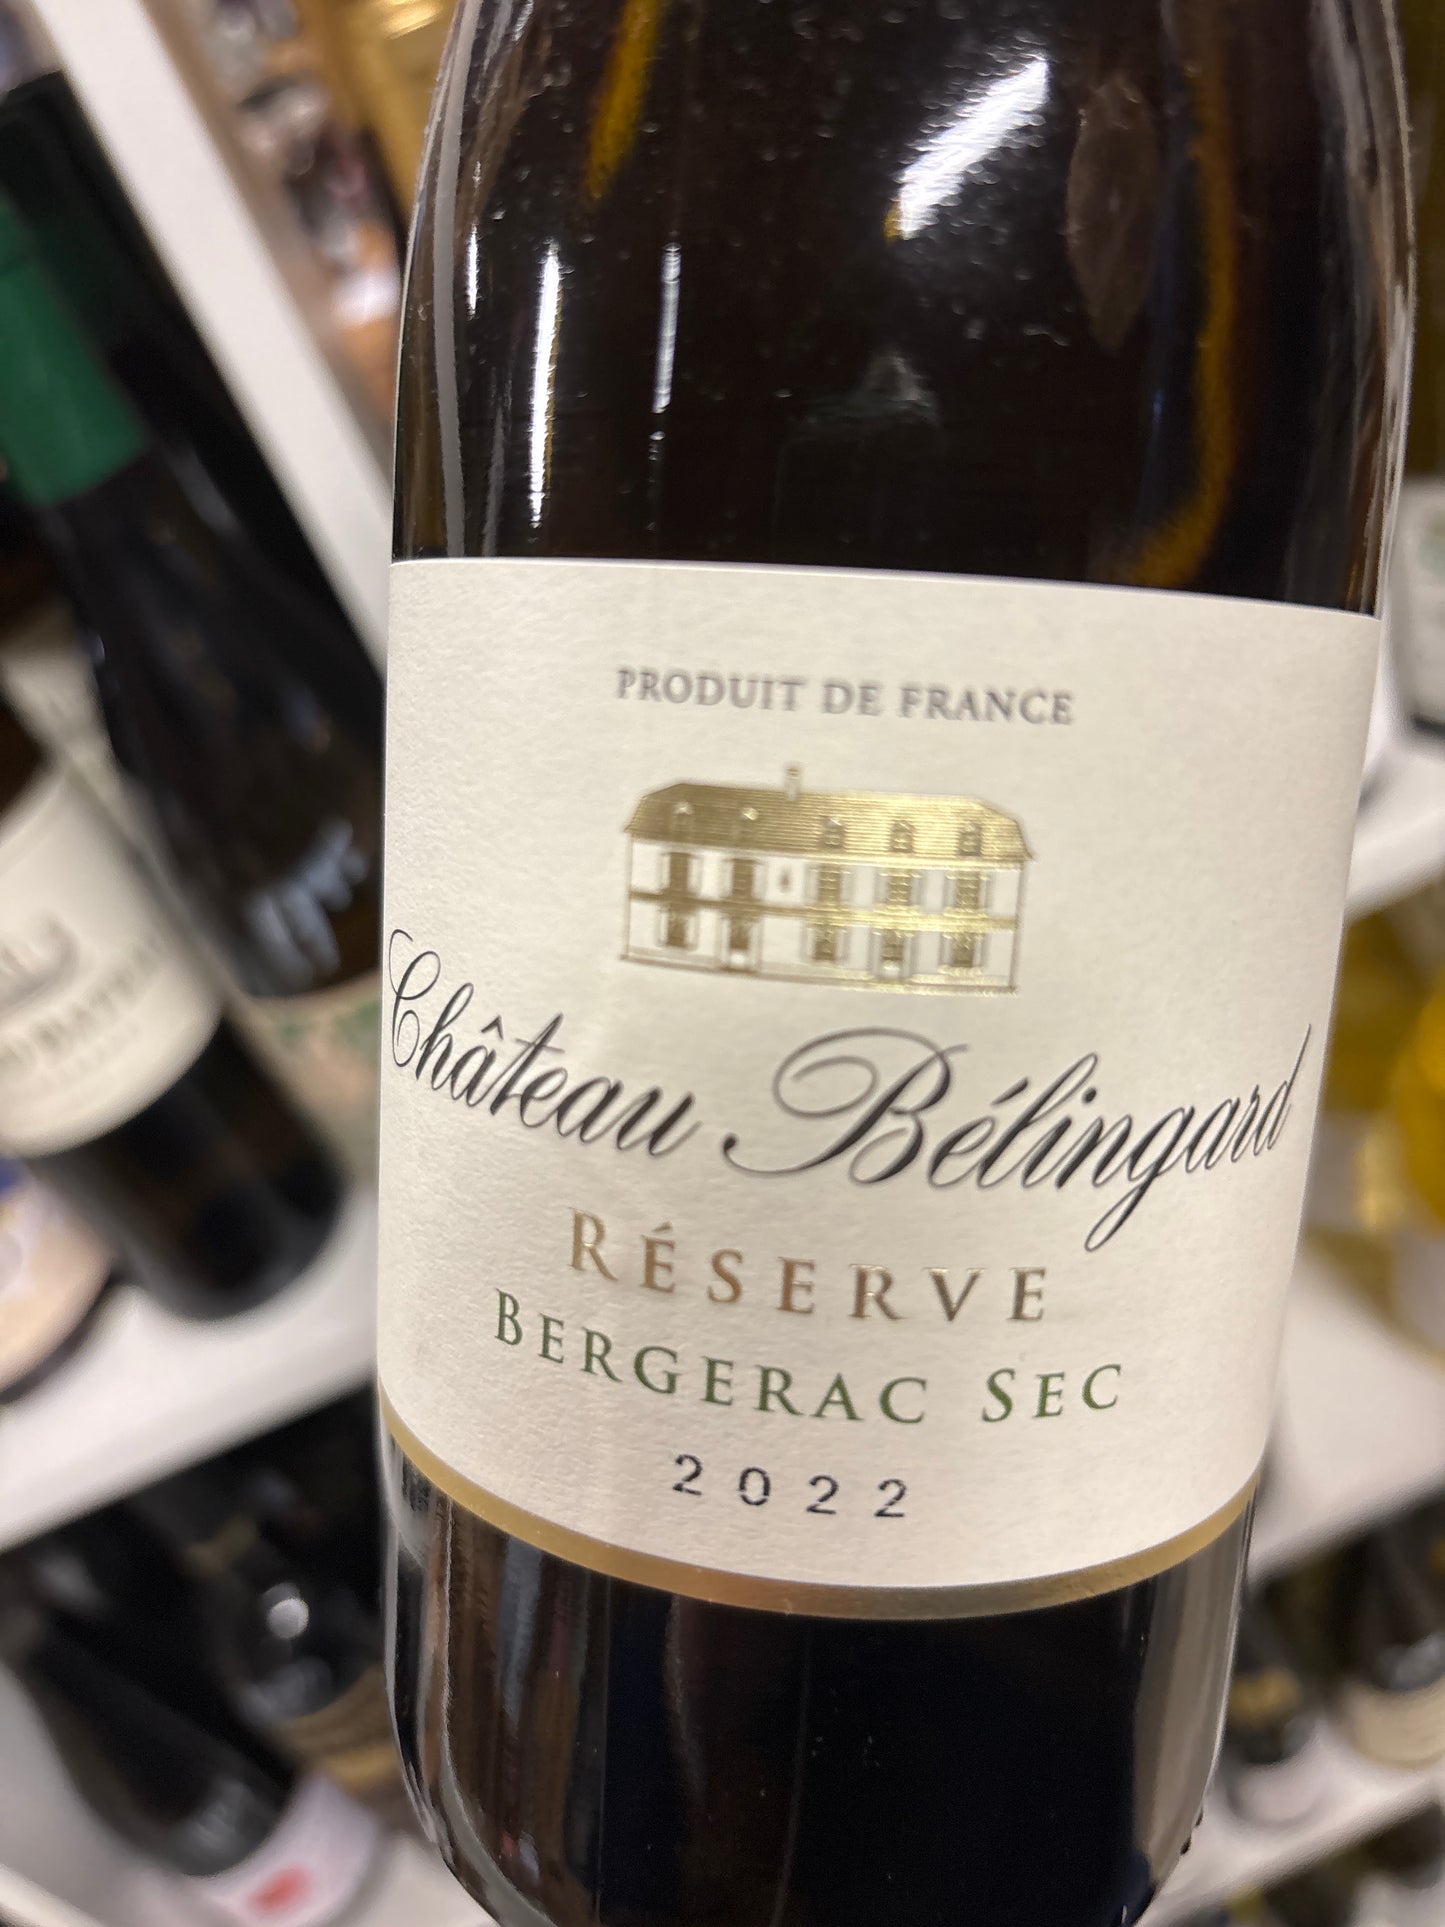 PRODUIT DE FRANCE
Château Bélingard
RÉSERVE
BERGERAC SEC
2022